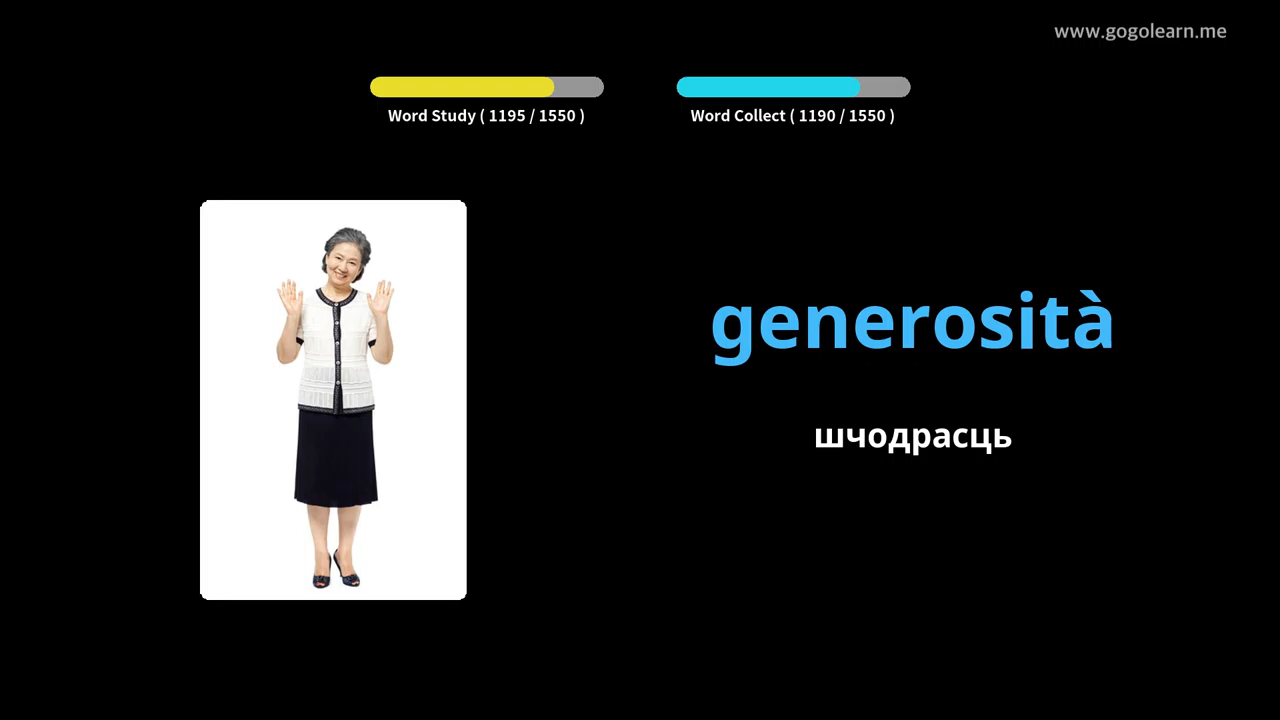 www.gogolearn.me
Word Study ( 1195 / 1550 )
Word Collect ( 1190 / 1550 )
generosità
шчодрасць